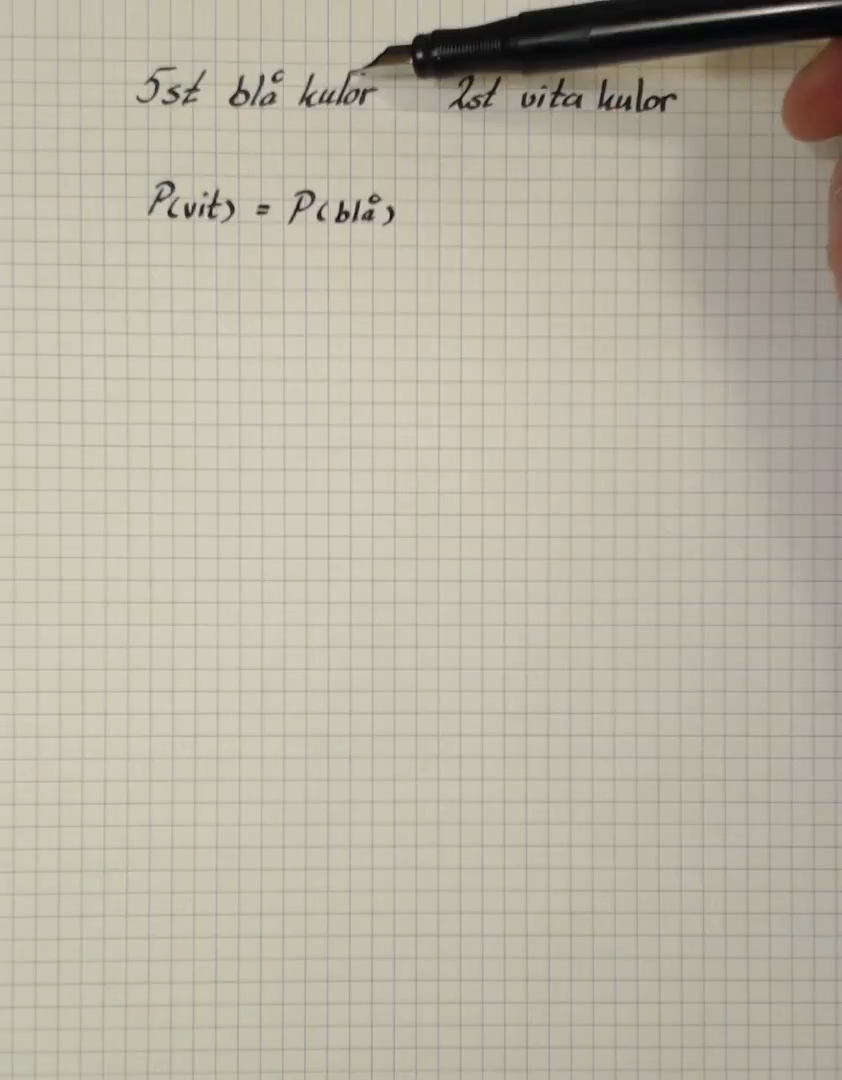 5st blå kulor 2st vita kulor
P(vit) = P(blå)